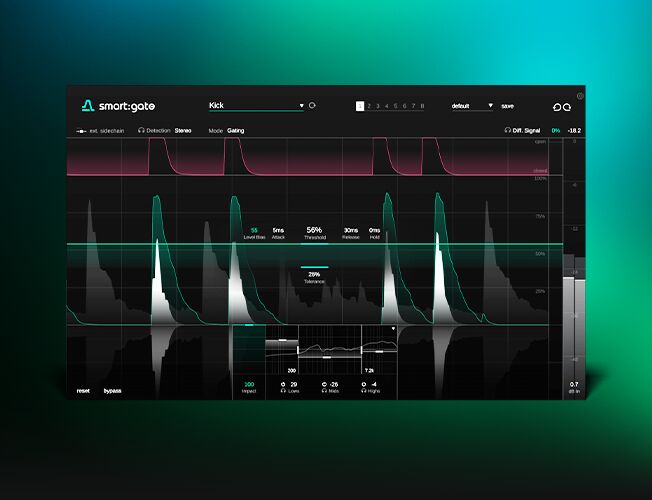 smart:gate
Kick
1 2 3 4 5 6 7 8
default
save
ext. sidechain
Detection Stereo
Mode Gating
Diff. Signal
0% -18.2
open
closed
0
100%
-6
75%
-12
55
Level Bias
5ms
Attack
56%
Threshold
30ms
Release
0ms
Hold
50%
25%
Tolerance
25%
200
7.2k
100
Impact
29
Lows
-26
Mids
-4
Highs
reset
bypass
0.7
dB In